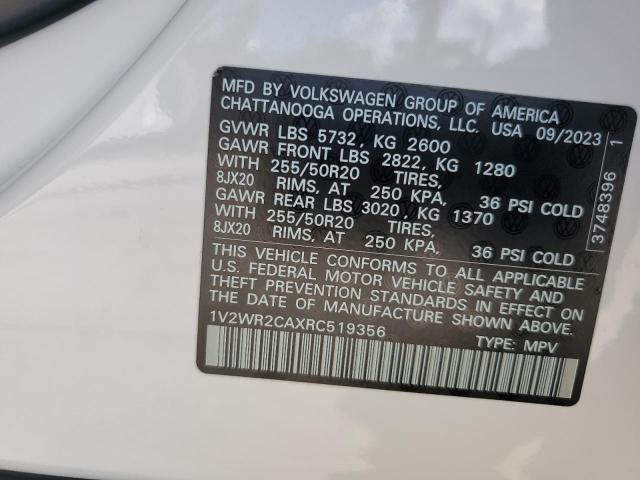 MFD BY VOLKSWAGEN GROUP OF AMERICA
CHATTANOOGA OPERATIONS, LLC. USA 09/2023
GVWR LBS 5732, KG 2600
GAWR FRONT LBS 2822, KG 1280
WITH 255/50R20 TIRES,
8JX20 RIMS, AT 250 KPA, 36 PSI COLD
GAWR REAR LBS 3020, KG 1370
WITH 255/50R20 TIRES,
8JX20 RIMS, AT 250 KPA, 36 PSI COLD
THIS VEHICLE CONFORMS TO ALL APPLICABLE
U.S. FEDERAL MOTOR VEHICLE SAFETY AND
THEFT PREVENTION STANDARDS IN EFFECT ON
THE DATE OF MANUFACTURE SHOWN ABOVE.
1V2WR2CAXRC519356 TYPE: MPV
3748396 1